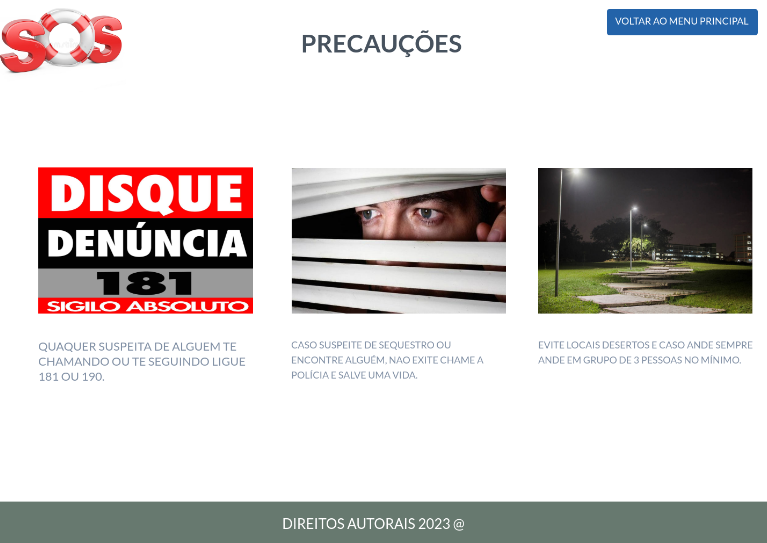 SOS
PRECAUÇÕES
VOLTAR AO MENU PRINCIPAL
DISQUE
DENÚNCIA
181
SIGILO ABSOLUTO
QUAQUER SUSPEITA DE ALGUEM TE
CHAMANDO OU TE SEGUINDO LIGUE
181 OU 190.
CASO SUSPEITE DE SEQUESTRO OU
ENCONTRE ALGUÉM, NAO EXITE CHAME A
POLÍCIA E SALVE UMA VIDA.
EVITE LOCAIS DESERTOS E CASO ANDE SEMPRE
ANDE EM GRUPO DE 3 PESSOAS NO MÍNIMO.
DIREITOS AUTORAIS 2023 @